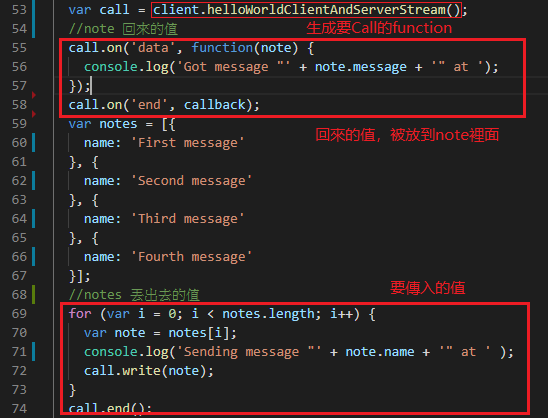 53 var call = client.helloWorldClientAndServerStream();
54 //note 回來的值 生成要Call的function
55 call.on('data', function(note) {
56 console.log('Got message "' + note.message + '" at ');
57 });
58 call.on('end', callback);
59 var notes = [{ 回來的值，被放到note裡面
60 name: 'First message'
61 }, {
62 name: 'Second message'
63 }, {
64 name: 'Third message'
65 }, {
66 name: 'Fourth message'
67 }];
68 //notes 丟出去的值 要傳入的值
69 for (var i = 0; i < notes.length; i++) {
70 var note = notes[i];
71 console.log('Sending message "' + note.name + '" at ' );
72 call.write(note);
73 }
74 call.end();